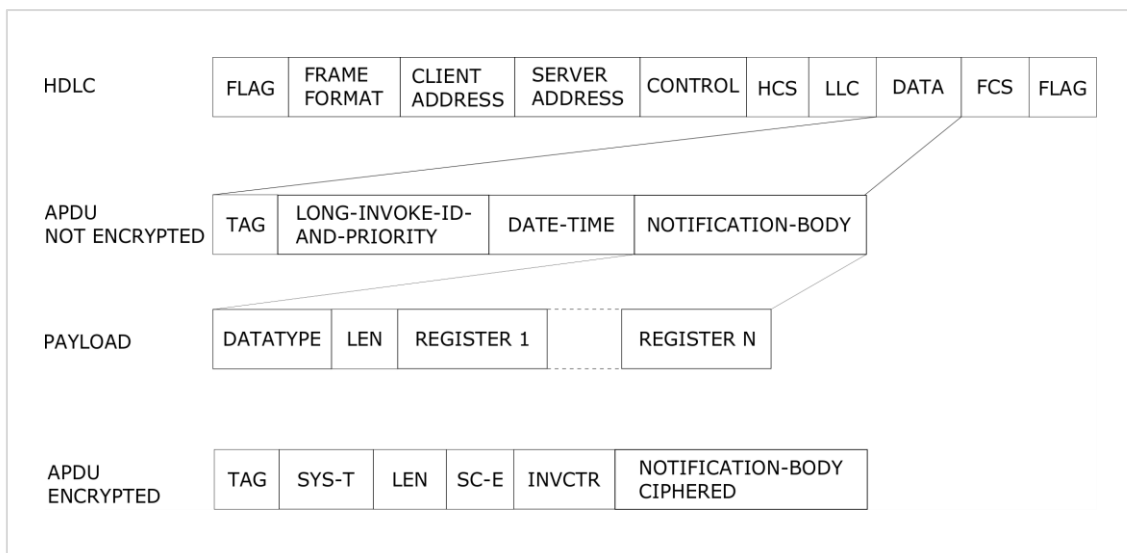 HDLC
FLAG
FRAME
FORMAT
CLIENT
ADDRESS
SERVER
ADDRESS
CONTROL
HCS
LLC
DATA
FCS
FLAG
APDU
NOT ENCRYPTED
TAG
LONG-INVOKE-ID-
AND-PRIORITY
DATE-TIME
NOTIFICATION-BODY
PAYLOAD
DATATYPE
LEN
REGISTER 1
REGISTER N
APDU
ENCRYPTED
TAG
SYS-T
LEN
SC-E
INVCTR
NOTIFICATION-BODY
CIPHERED